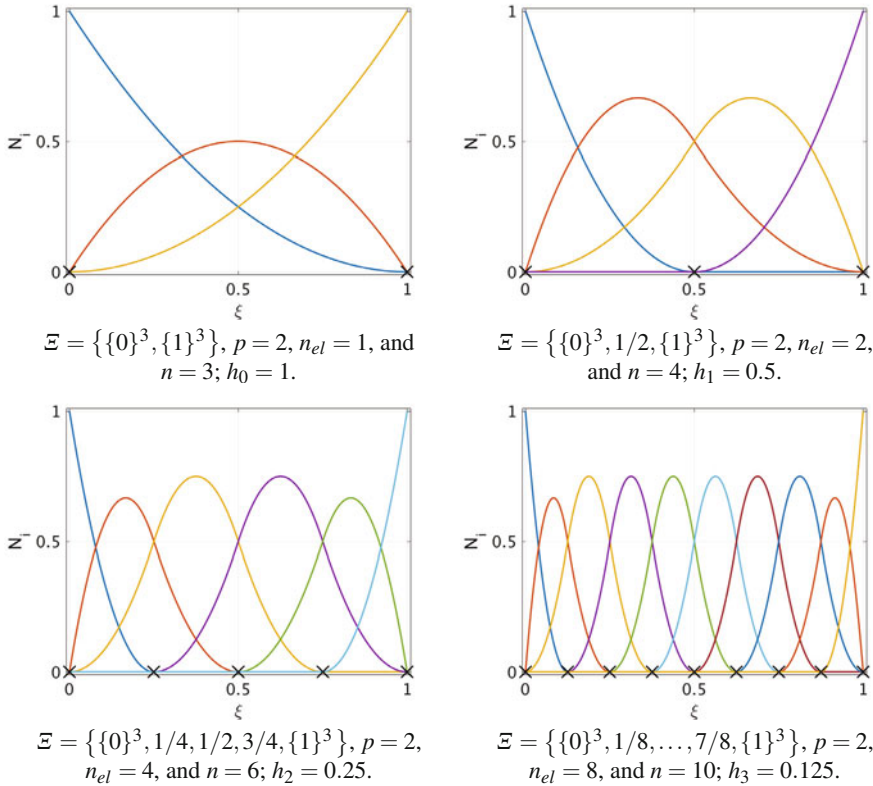 1
0.5
0
N_i
0
0.5
1
ξ
Ξ = {{0}³, {1}³}, p = 2, n_el = 1, and
n = 3; h_0 = 1.
1
0.5
0
N_i
0
0.5
1
ξ
Ξ = {{0}³, 1/2, {1}³}, p = 2, n_el = 2,
and n = 4; h_1 = 0.5.
1
0.5
0
N_i
0
0.5
1
ξ
Ξ = {{0}³, 1/4, 1/2, 3/4, {1}³}, p = 2,
n_el = 4, and n = 6; h_2 = 0.25.
1
0.5
0
N_i
0
0.5
1
ξ
Ξ = {{0}³, 1/8, ..., 7/8, {1}³}, p = 2,
n_el = 8, and n = 10; h_3 = 0.125.